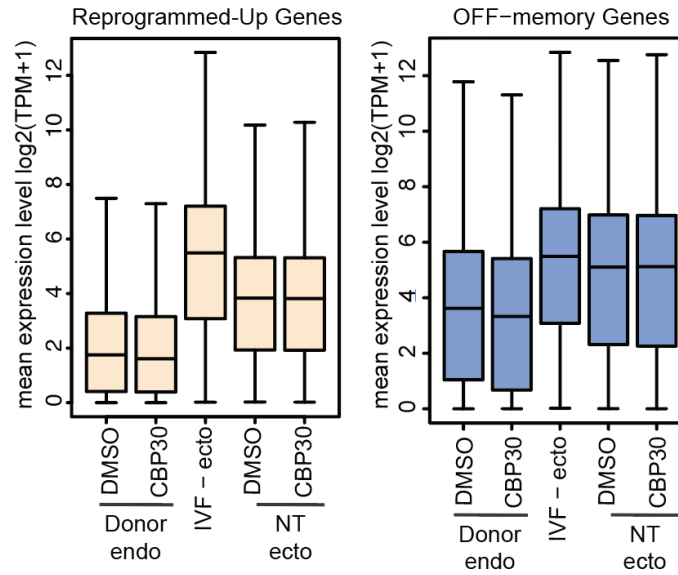 Reprogrammed-Up Genes
mean expression level log2(TPM+1)
0 2 4 6 8 10 12
DMSO
CBP30
IVF - ecto
DMSO
CBP30
Donor
endo
NT
ecto
OFF-memory Genes
mean expression level log2(TPM+1)
0 2 4 6 8 10 12
DMSO
CBP30
IVF - ecto
DMSO
CBP30
Donor
endo
NT
ecto